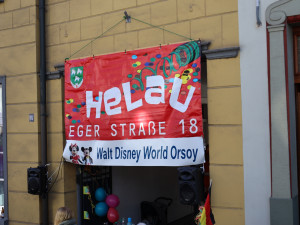 HeLaU
EGER STRAßE 18
Walt Disney World Orsoy